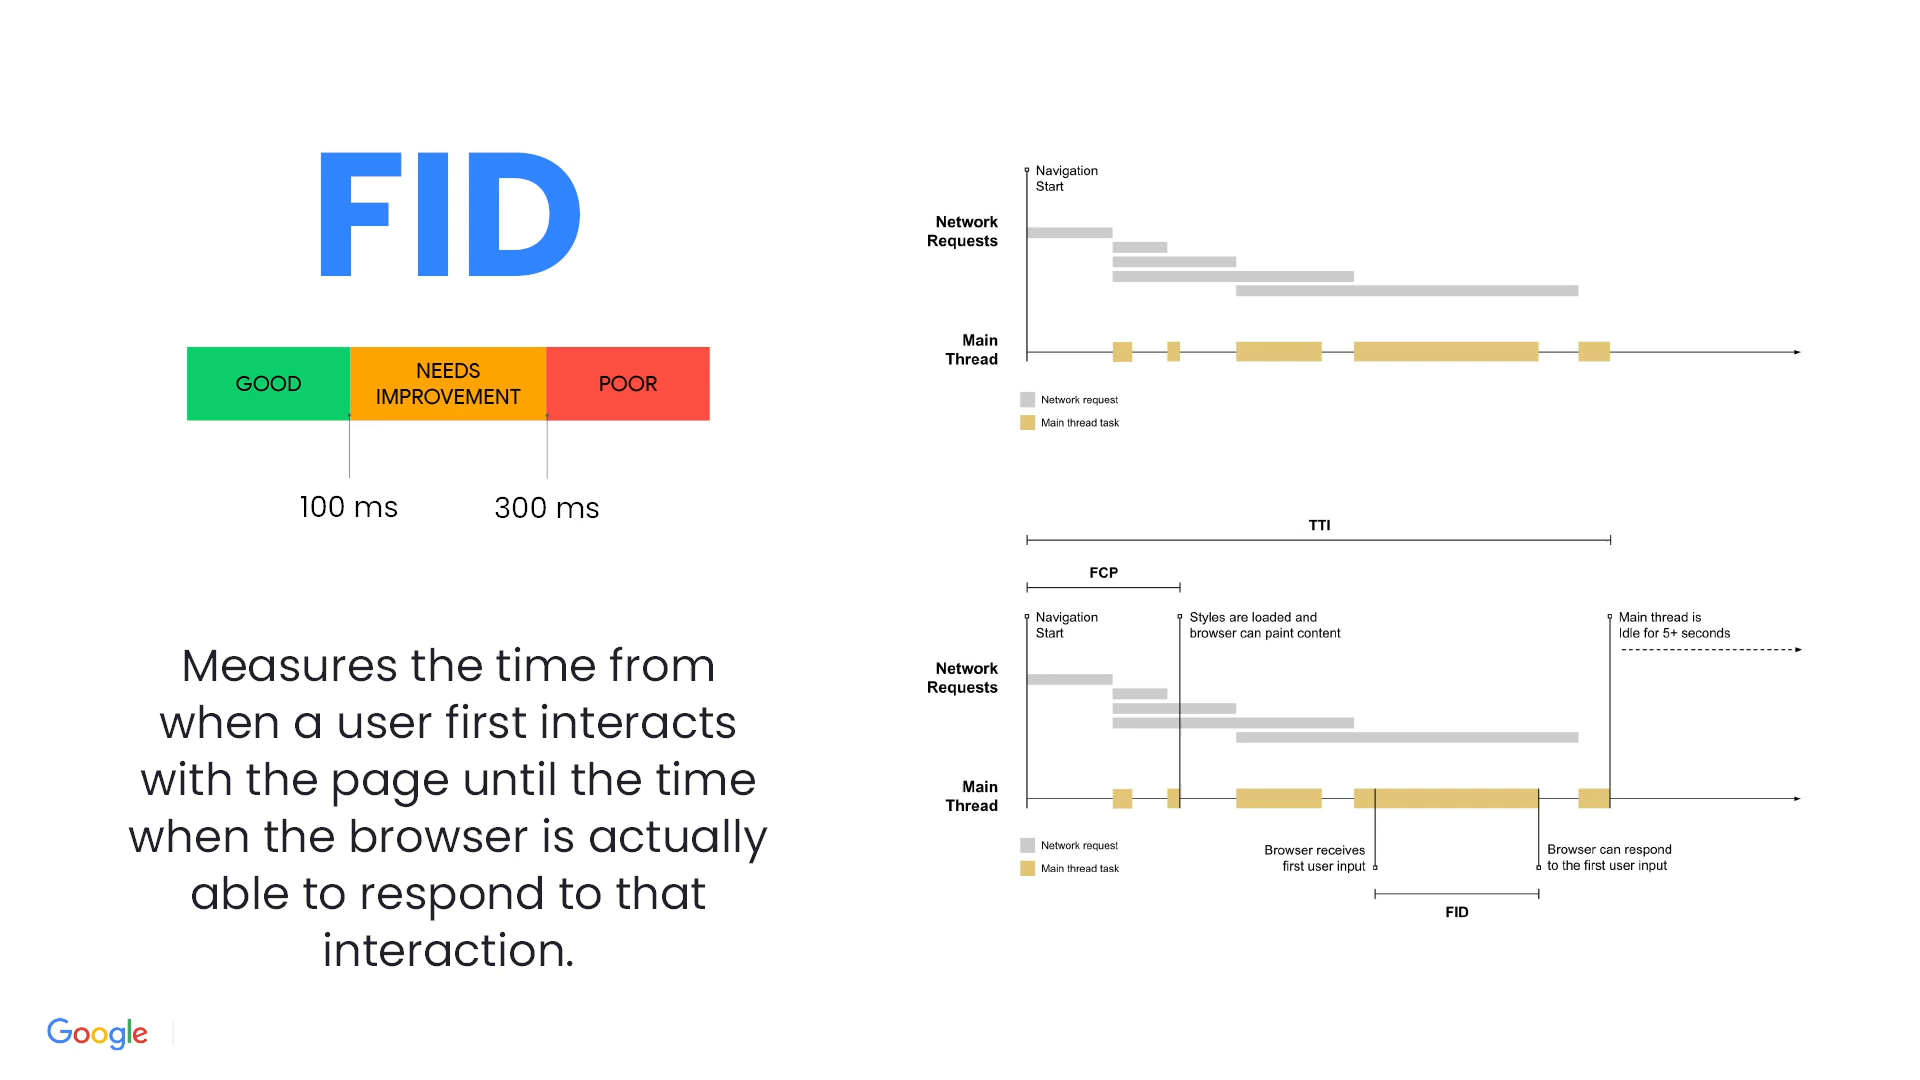 FID
GOOD
NEEDS
IMPROVEMENT
POOR
100 ms
300 ms
Measures the time from
when a user first interacts
with the page until the time
when the browser is actually
able to respond to that
interaction.
Google
Navigation
Start
Network
Requests
Main
Thread
Network request
Main thread task
TTI
FCP
Navigation
Start
Styles are loaded and
browser can paint content
Main thread is
Idle for 5+ seconds
Network
Requests
Main
Thread
Network request
Main thread task
Browser receives
first user input
Browser can respond
to the first user input
FID